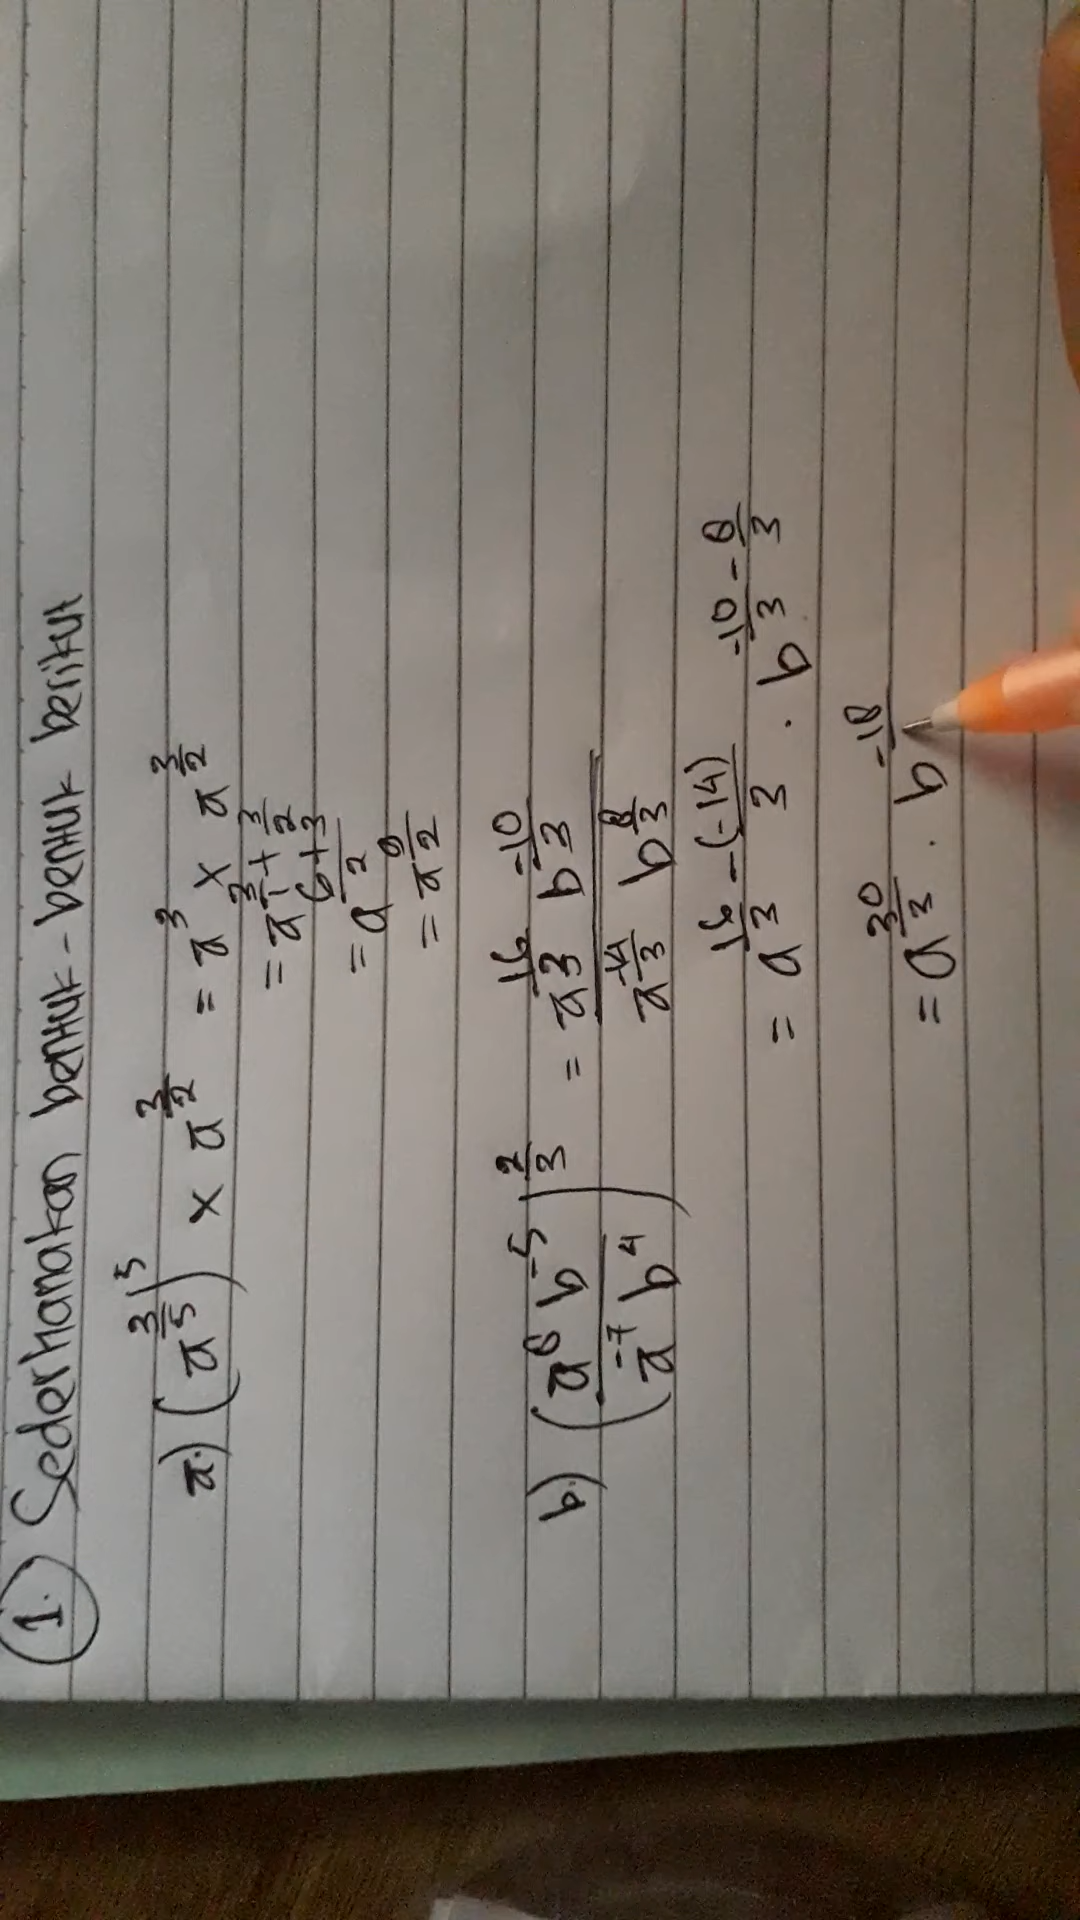 1. Sederhanakan bentuk-bentuk berikut
a.) (a^{3/5})^5 × a^{3/2} = a^3 × a^{3/2}
= a^{3/1 + 3/2}
= a^{(6+3)/2}
= a^{9/2}
b.) (a^8 b^{-5} / a^{-7} b^4)^{2/3} = a^{16/3} b^{-10/3} / a^{-14/3} b^{8/3}
= a^{16/3 - (-14)/3} · b^{-10/3 - 8/3}
= a^{30/3} · b^{-18/}